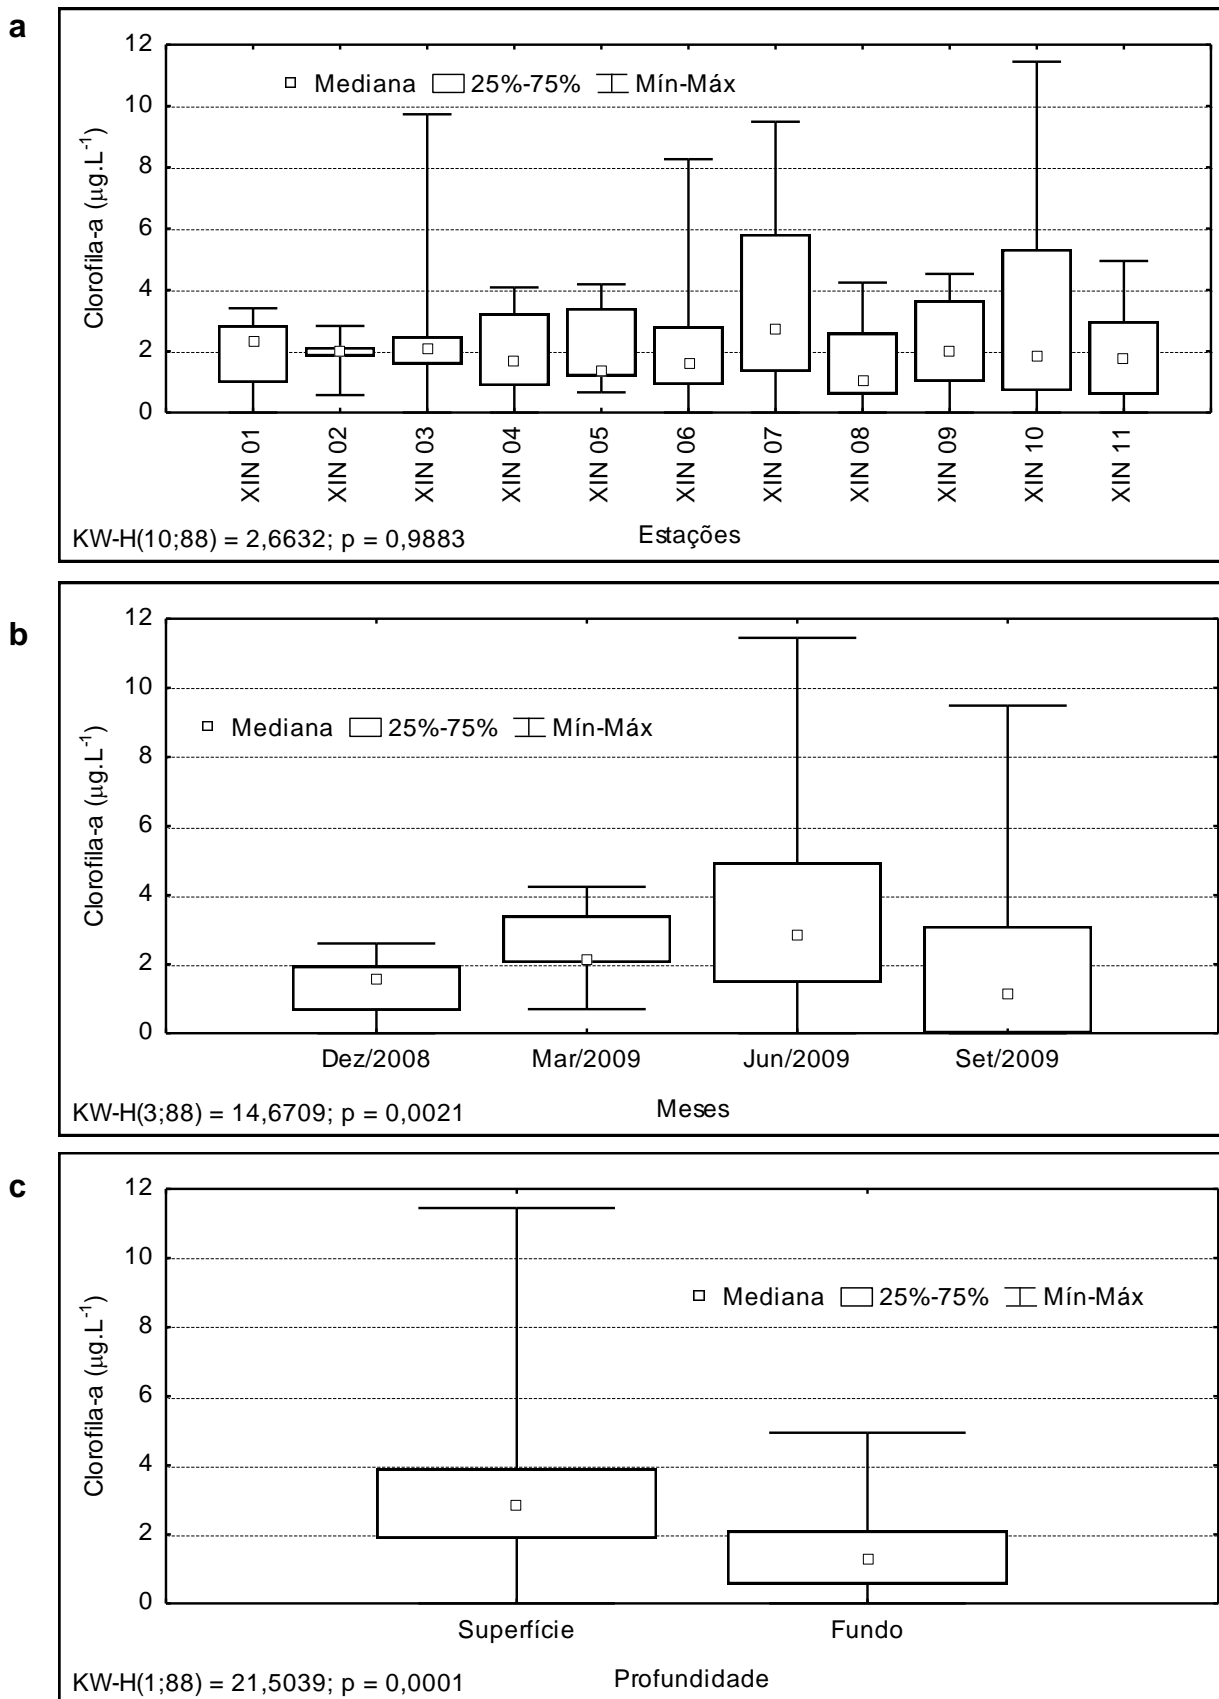 a
12
10
8
6
4
2
0
Clorofila-a (µg.L⁻¹)
Mediana 25%-75% Mín-Máx
XIN 01
XIN 02
XIN 03
XIN 04
XIN 05
XIN 06
XIN 07
XIN 08
XIN 09
XIN 10
XIN 11
Estações
KW-H(10;88) = 2,6632; p = 0,9883
b
12
10
8
6
4
2
0
Clorofila-a (µg.L⁻¹)
Mediana 25%-75% Mín-Máx
Dez/2008 Mar/2009 Jun/2009 Set/2009
Meses
KW-H(3;88) = 14,6709; p = 0,0021
c
12
10
8
6
4
2
0
Clorofila-a (µg.L⁻¹)
Mediana 25%-75% Mín-Máx
Superfície Fundo
Profundidade
KW-H(1;88) = 21,5039; p = 0,0001